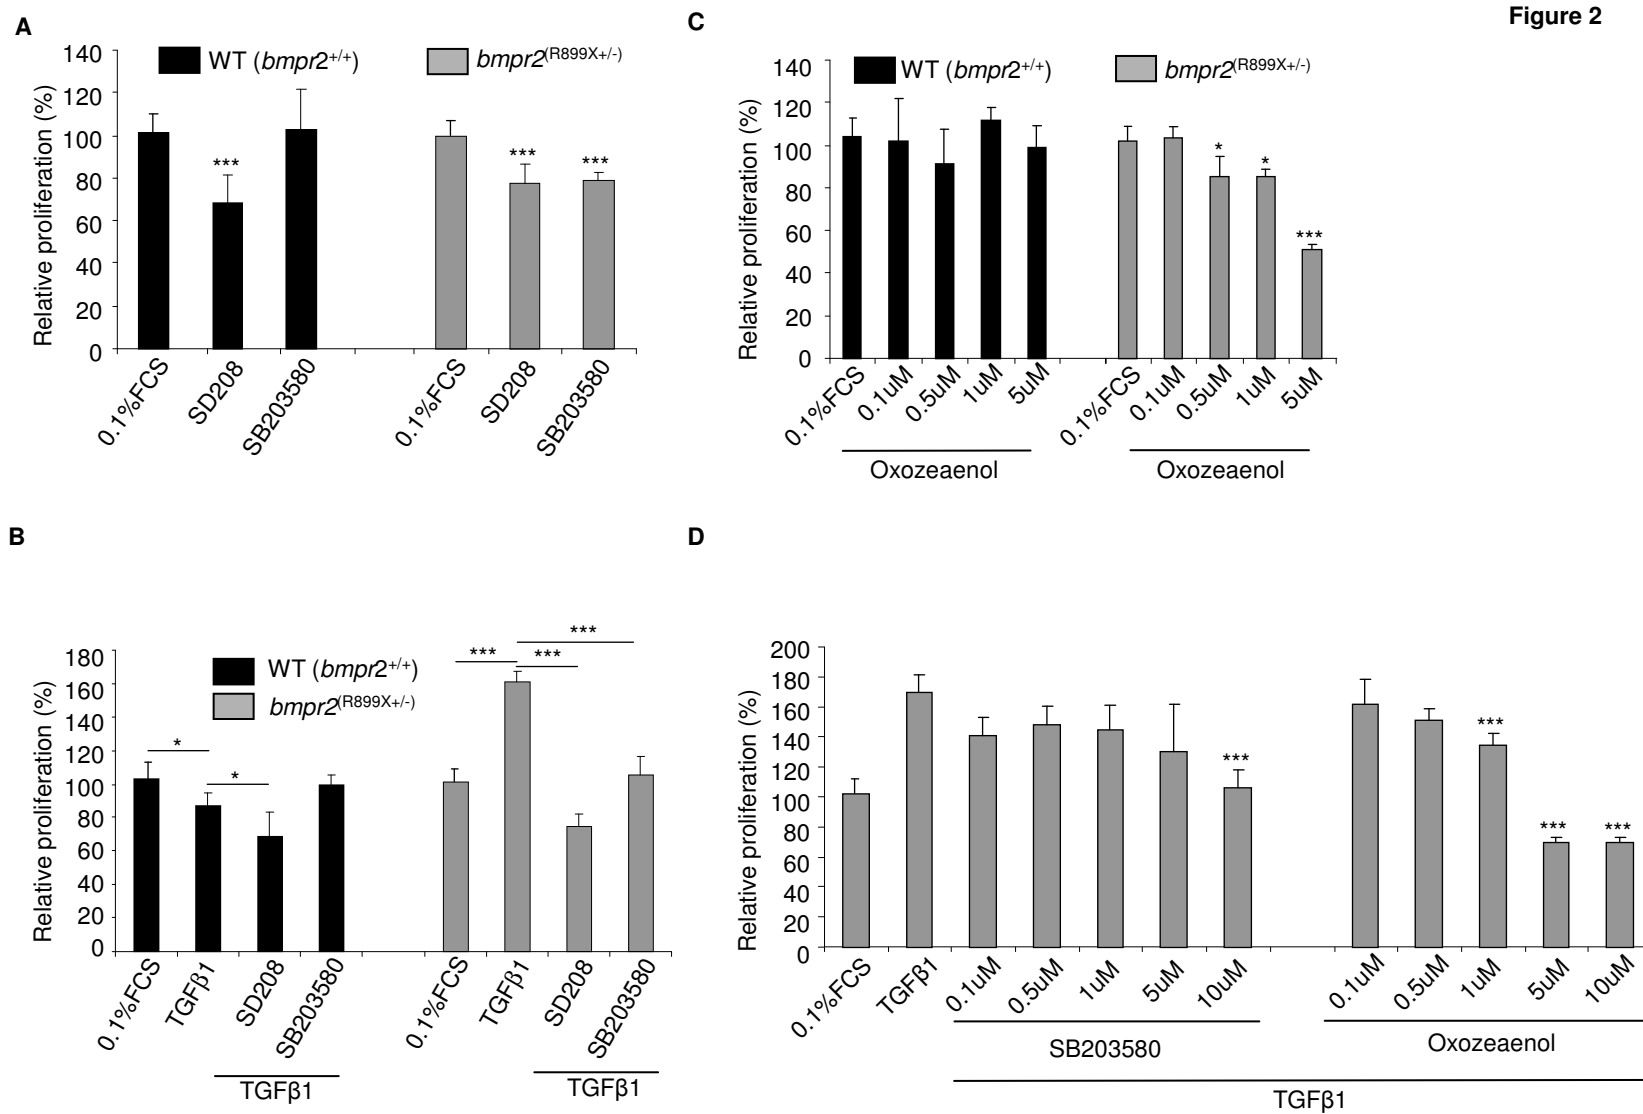 Figure 2
A
WT (bmpr2+/+)
bmpr2(R899X+/-)
Relative proliferation (%)
140
120
100
80
60
40
20
0
***
***
***
0.1%FCS
SD208
SB203580
0.1%FCS
SD208
SB203580
C
WT (bmpr2+/+)
bmpr2(R899X+/-)
Relative proliferation (%)
140
120
100
80
60
40
20
0
*
*
***
0.1%FCS
0.1uM
0.5uM
1uM
5uM
0.1%FCS
0.1uM
0.5uM
1uM
5uM
Oxozeaenol
Oxozeaenol
B
WT (bmpr2+/+)
bmpr2(R899X+/-)
Relative proliferation (%)
180
160
140
120
100
80
60
40
20
0
*
*
***
***
***
0.1%FCS
TGFβ1
SD208
SB203580
0.1%FCS
TGFβ1
SD208
SB203580
TGFβ1
TGFβ1
D
Relative proliferation (%)
200
180
160
140
120
100
80
60
40
20
0
***
***
***
***
0.1%FCS
TGFβ1
0.1uM
0.5uM
1uM
5uM
10uM
0.1uM
0.5uM
1uM
5uM
10uM
SB203580
Oxozeaenol
TGFβ1